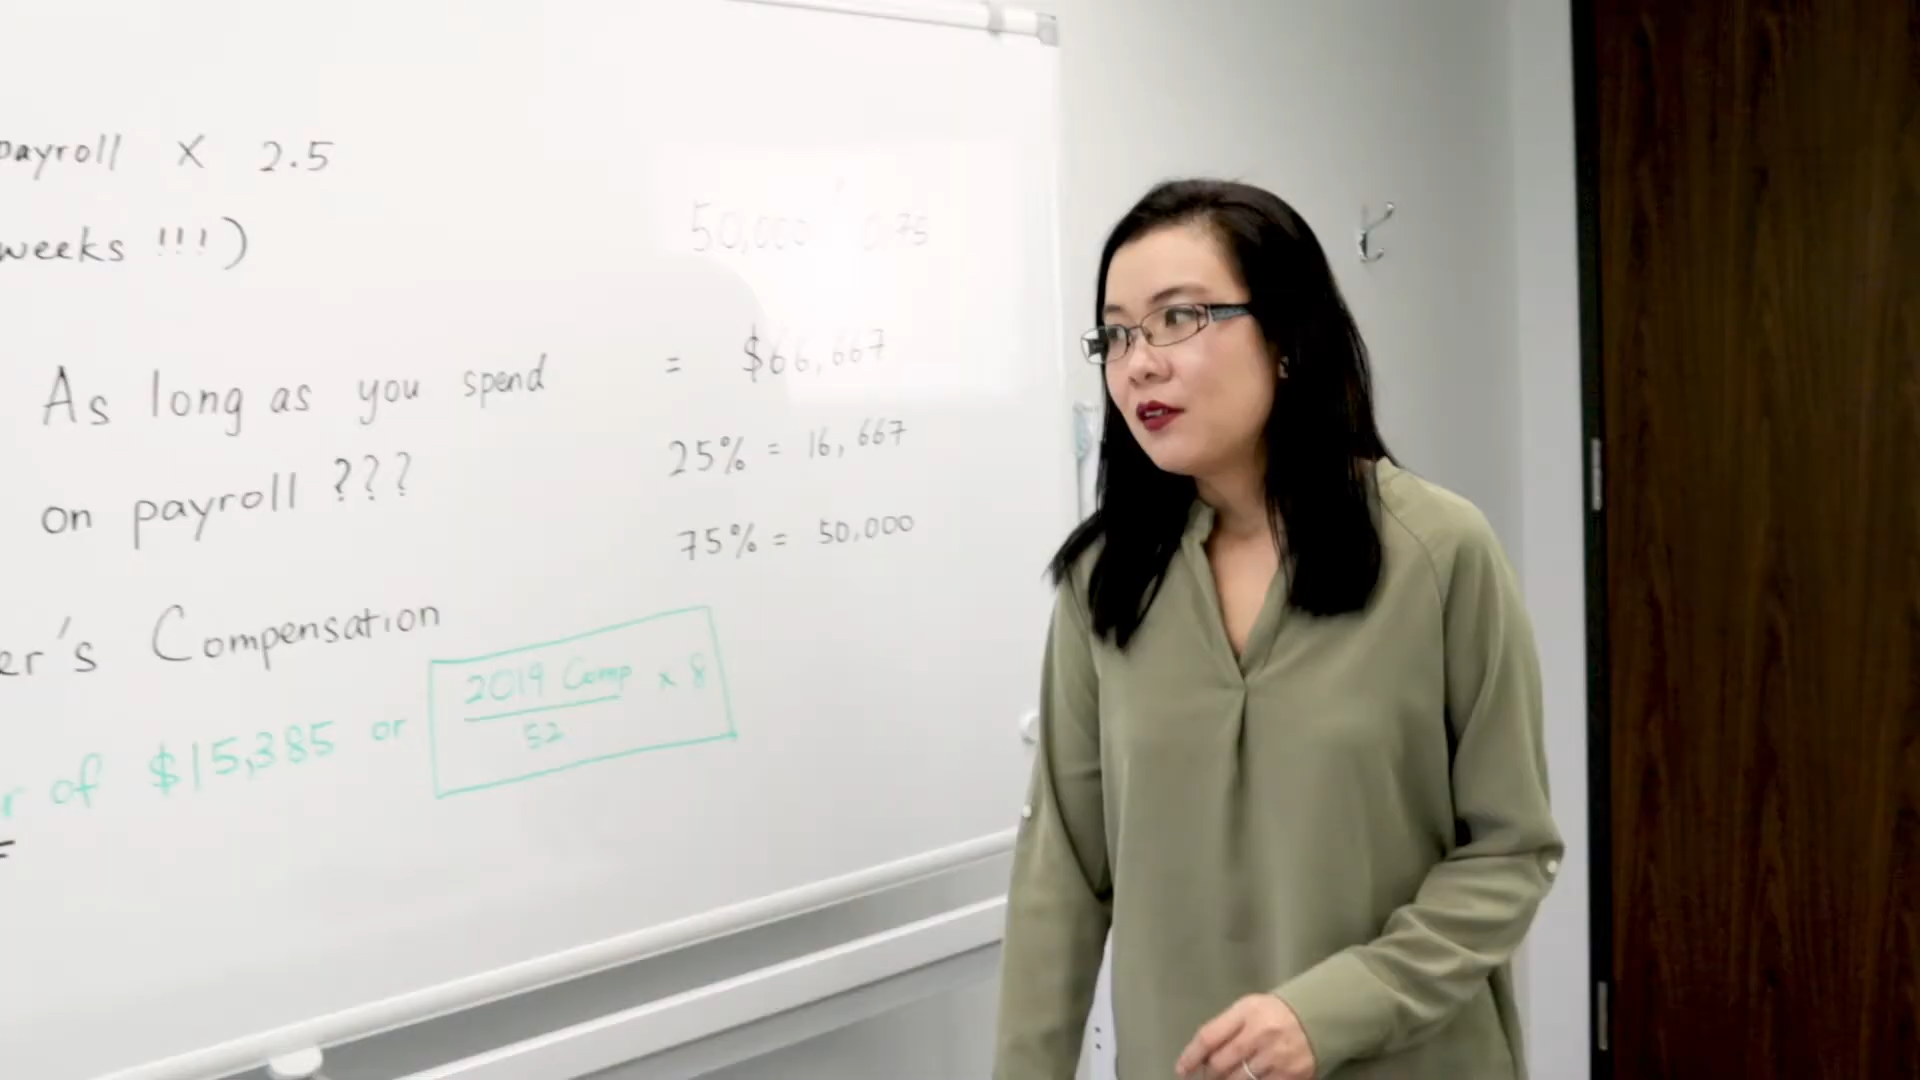 payroll X 2.5
weeks !!!)
50,000 0.75
As long as you spend
on payroll ???
= $66,667
25% = 16,667
75% = 50,000
er's Compensation
r of $15,385 or
2019 Comp x 8
52